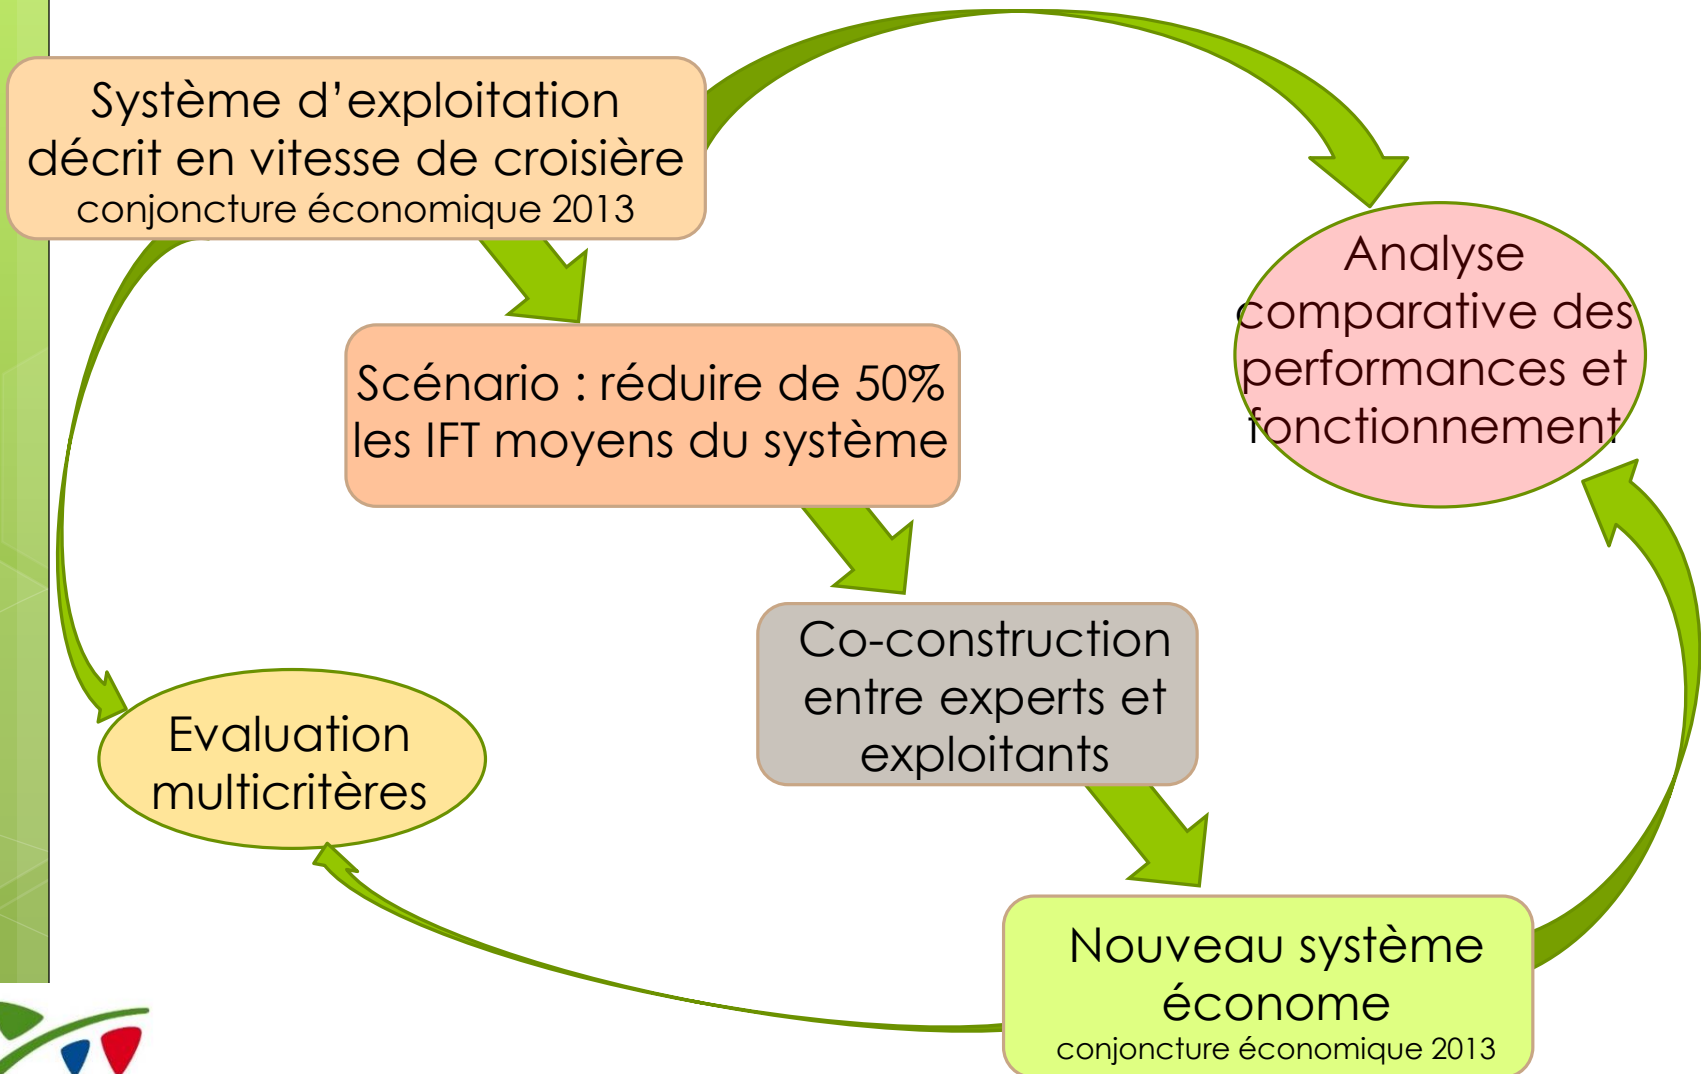 Système d’exploitation
décrit en vitesse de croisière
conjoncture économique 2013
Analyse
comparative des
performances et
fonctionnement
Scénario : réduire de 50%
les IFT moyens du système
Co-construction
entre experts et
exploitants
Evaluation
multicritères
Nouveau système
économe
conjoncture économique 2013